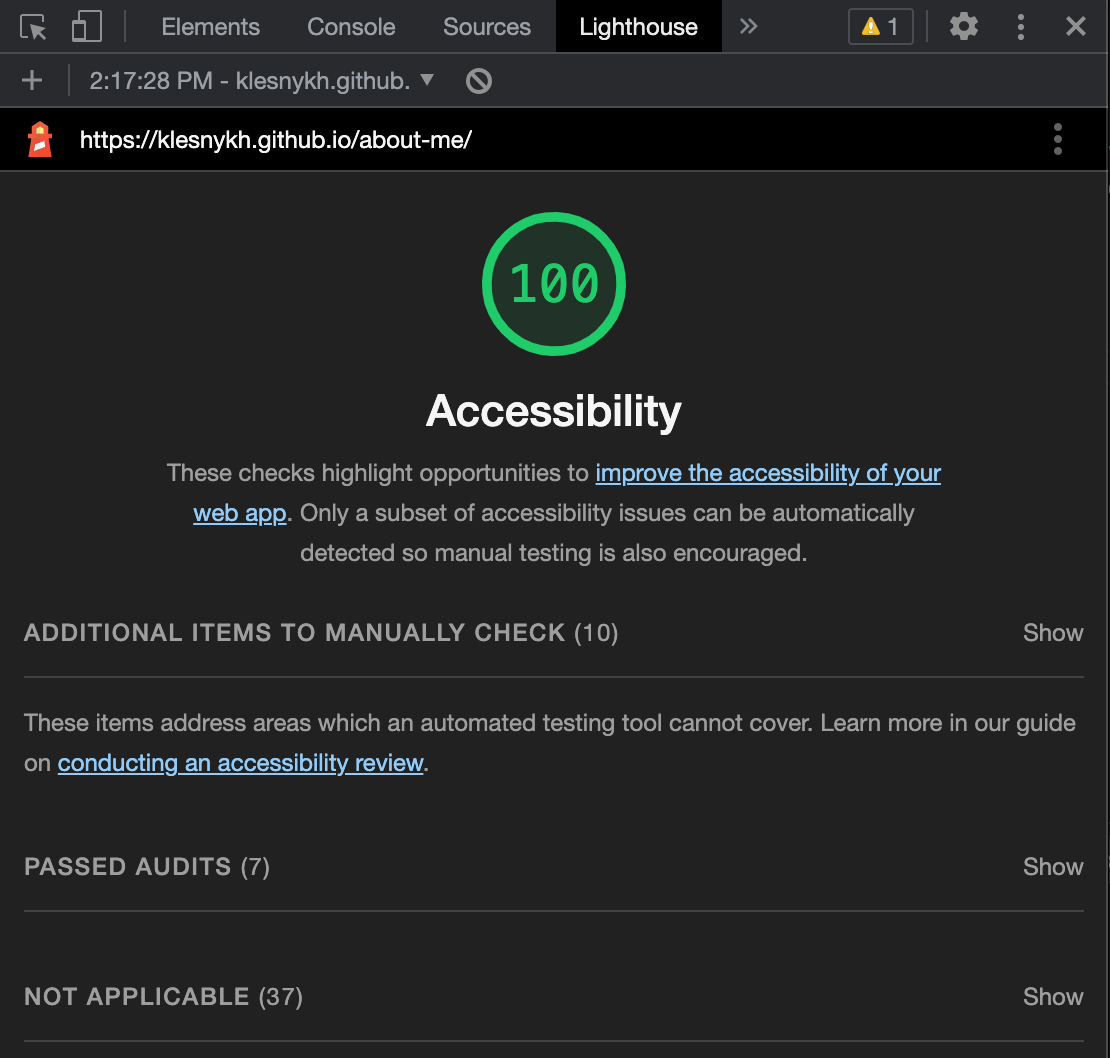 Elements Console Sources Lighthouse 1
2:17:28 PM - klesnykh.github.
https://klesnykh.github.io/about-me/
100
Accessibility
These checks highlight opportunities to improve the accessibility of your
web app. Only a subset of accessibility issues can be automatically
detected so manual testing is also encouraged.
ADDITIONAL ITEMS TO MANUALLY CHECK (10) Show
These items address areas which an automated testing tool cannot cover. Learn more in our guide
on conducting an accessibility review.
PASSED AUDITS (7) Show
NOT APPLICABLE (37) Show